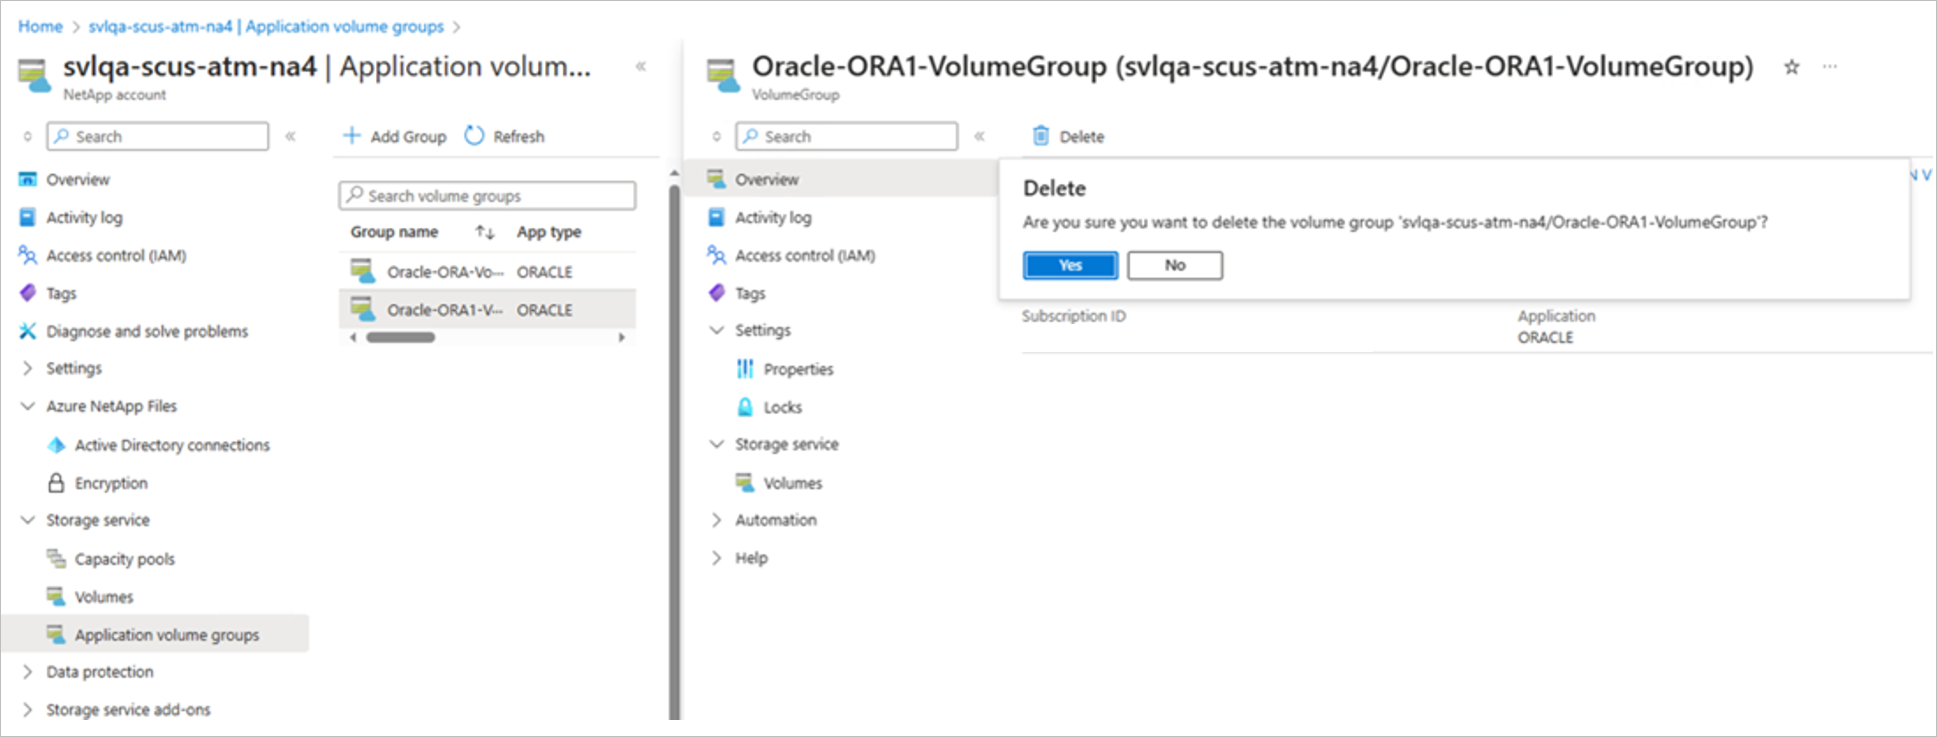 Home > svlqa-scus-atm-na4 | Application volume groups >
svlqa-scus-atm-na4 | Application volum...
NetApp account
Search
Overview
Activity log
Access control (IAM)
Tags
Diagnose and solve problems
Settings
Azure NetApp Files
Active Directory connections
Encryption
Storage service
Capacity pools
Volumes
Application volume groups
Data protection
Storage service add-ons
Add Group Refresh
Search volume groups
Group name App type
Oracle-ORA-Vo... ORACLE
Oracle-ORA1-V... ORACLE
Oracle-ORA1-VolumeGroup (svlqa-scus-atm-na4/Oracle-ORA1-VolumeGroup)
VolumeGroup
Search
Overview
Activity log
Access control (IAM)
Tags
Settings
Properties
Locks
Storage service
Volumes
Automation
Help
Delete
Delete
Are you sure you want to delete the volume group 'svlqa-scus-atm-na4/Oracle-ORA1-VolumeGroup'?
Yes No
Subscription ID
Application
ORACLE